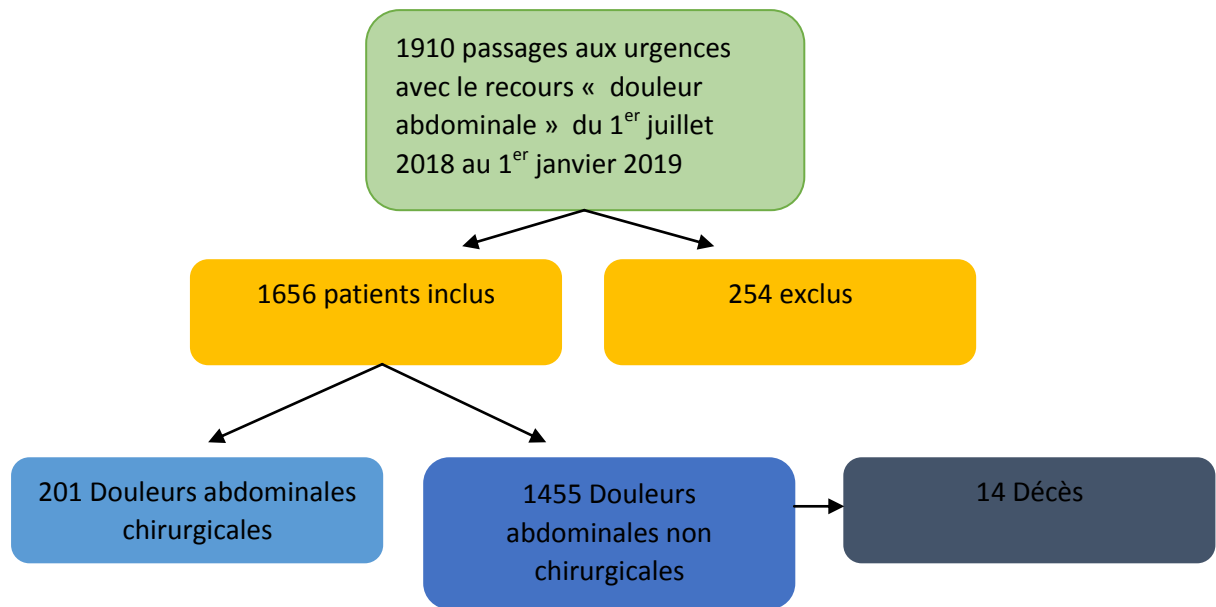 1910 passages aux urgences
avec le recours «  douleur
abdominale »  du 1er juillet
2018 au 1er janvier 2019
1656 patients inclus
254 exclus
201 Douleurs abdominales
chirurgicales
1455 Douleurs
abdominales non
chirurgicales
14 Décès